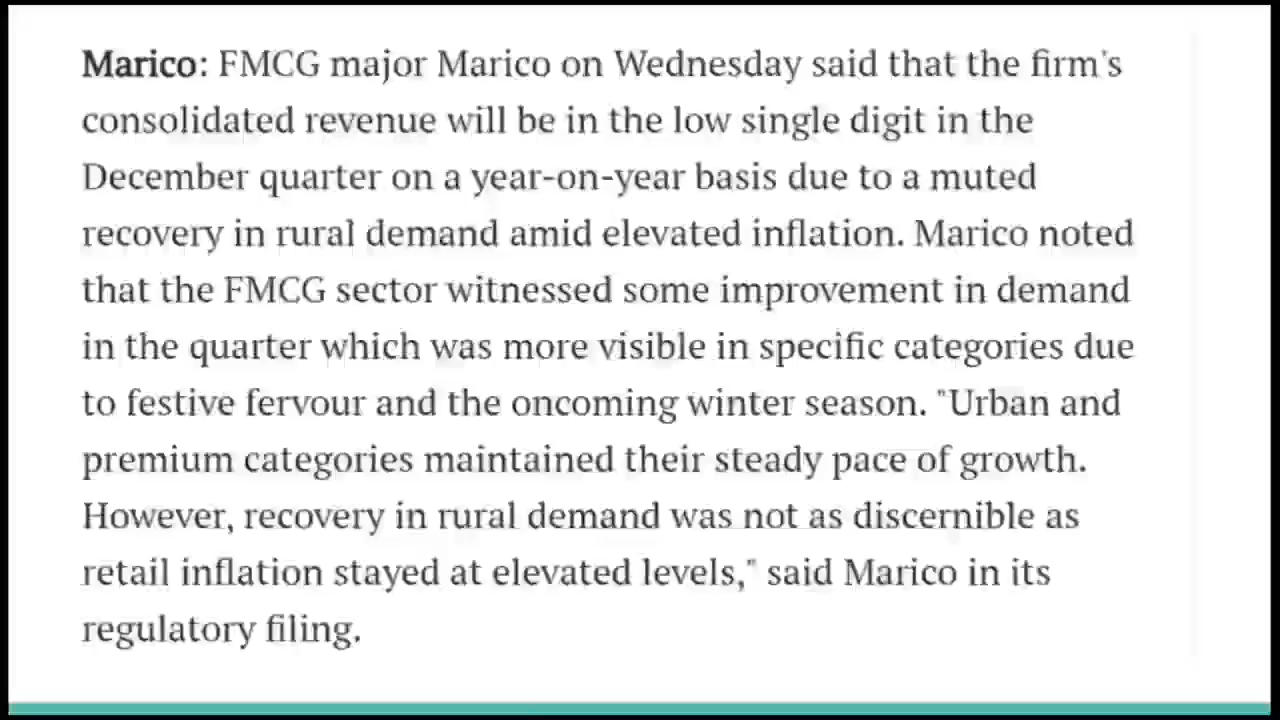 Marico: FMCG major Marico on Wednesday said that the firm's
consolidated revenue will be in the low single digit in the
December quarter on a year-on-year basis due to a muted
recovery in rural demand amid elevated inflation. Marico noted
that the FMCG sector witnessed some improvement in demand
in the quarter which was more visible in specific categories due
to festive fervour and the oncoming winter season. "Urban and
premium categories maintained their steady pace of growth.
However, recovery in rural demand was not as discernible as
retail inflation stayed at elevated levels," said Marico in its
regulatory filing.